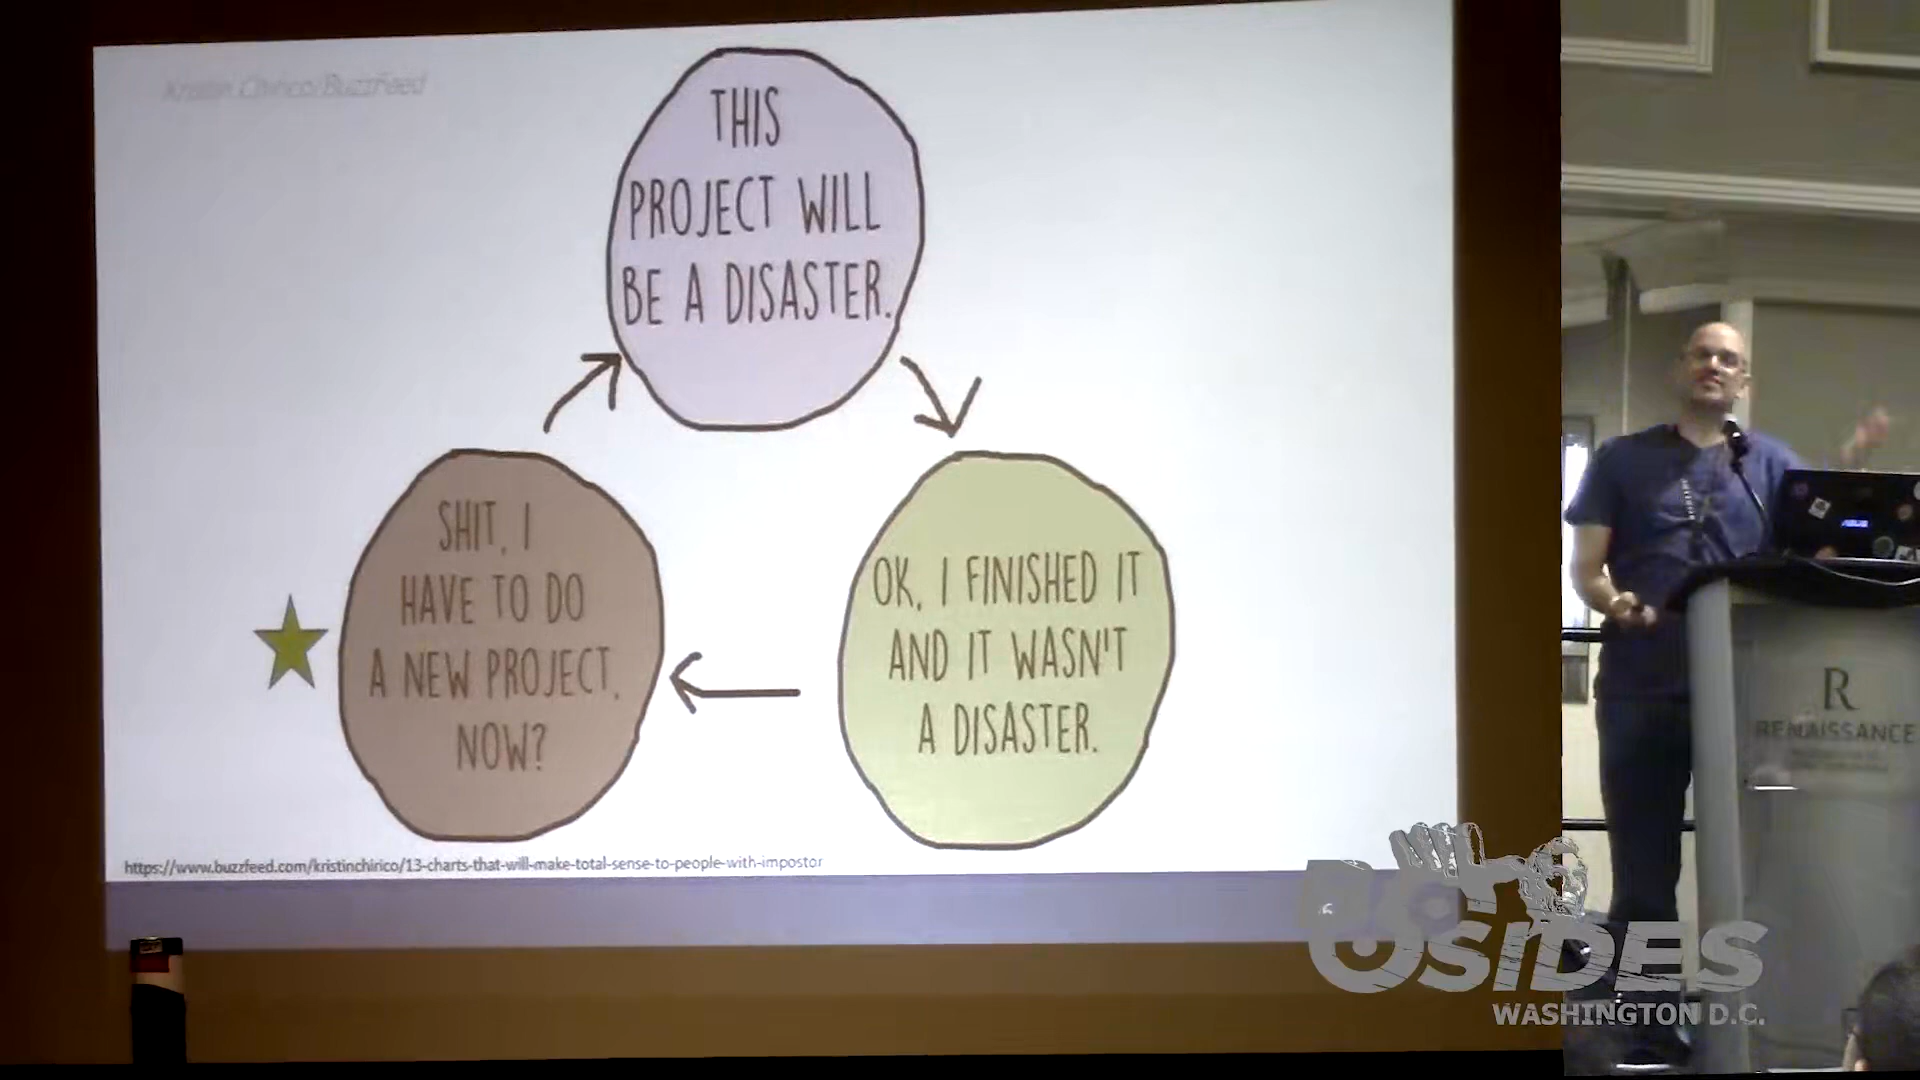 Kristin Chirico/BuzzFeed
THIS
PROJECT WILL
BE A DISASTER.
SHIT, I
HAVE TO DO
A NEW PROJECT,
NOW?
OK, I FINISHED IT
AND IT WASN'T
A DISASTER.
https://www.buzzfeed.com/kristinchirico/13-charts-that-will-make-total-sense-to-people-with-impostor
ASUS
R
RENAISSANCE
BSIDES
WASHINGTON D.C.